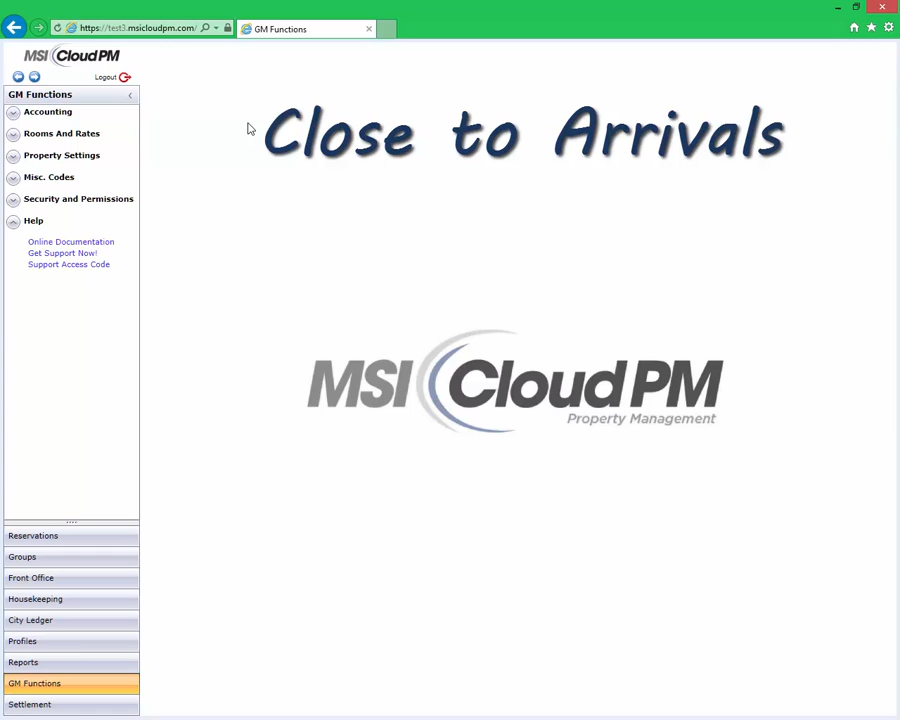 https://test3.msicloudpm.com/
GM Functions
MSI CloudPM
Logout
GM Functions
Accounting
Rooms And Rates
Property Settings
Misc. Codes
Security and Permissions
Help
Online Documentation
Get Support Now!
Support Access Code
Reservations
Groups
Front Office
Housekeeping
City Ledger
Profiles
Reports
GM Functions
Settlement
Close to Arrivals
MSI CloudPM
Property Management